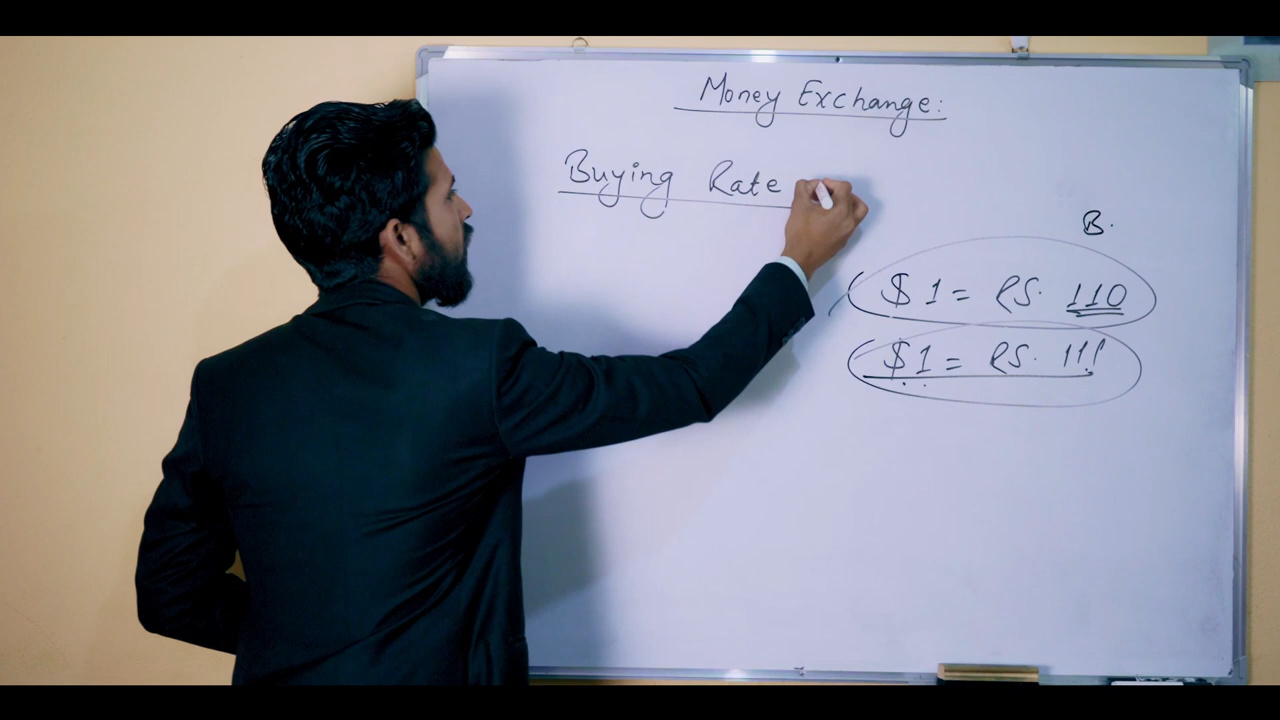 Money Exchange:
Buying Rate
B.
$1 = RS. 110
$1 = RS. 111